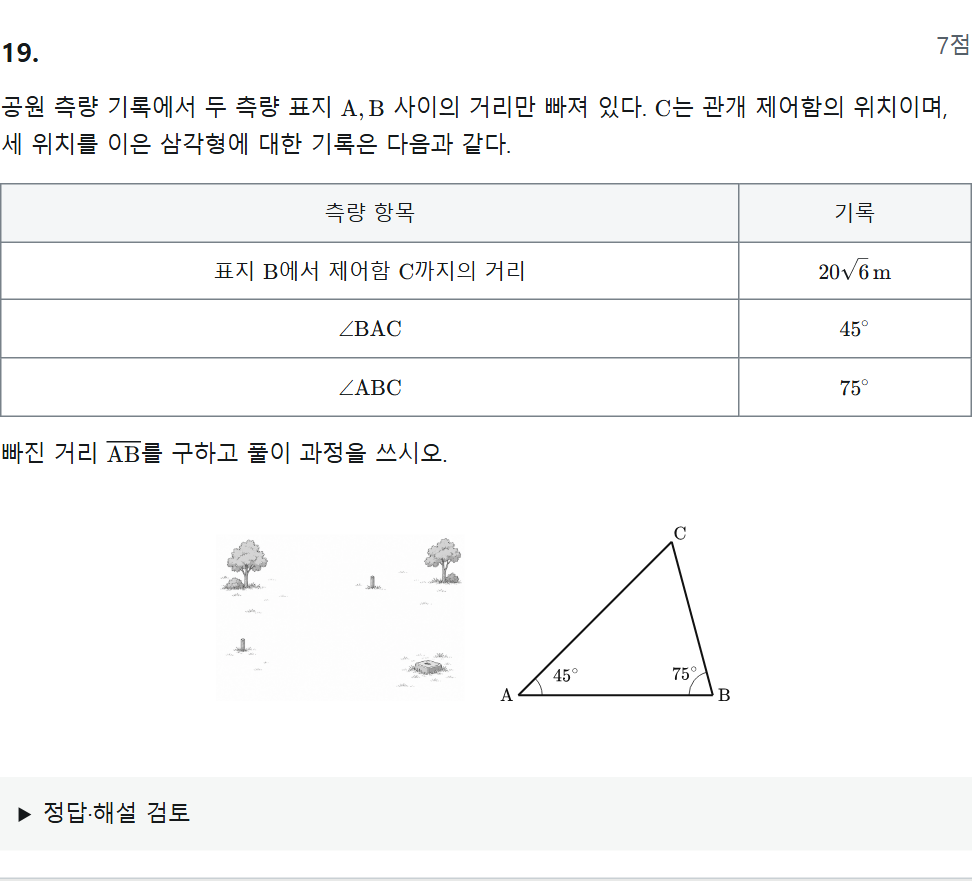 7점
19.
공원 측량 기록에서 두 측량 표지 A, B 사이의 거리만 빠져 있다. C는 관개 제어함의 위치이며,
세 위치를 이은 삼각형에 대한 기록은 다음과 같다.
측량 항목 기록
표지 B에서 제어함 C까지의 거리 20√6 m
∠BAC 45°
∠ABC 75°
빠진 거리 A̅B̅를 구하고 풀이 과정을 쓰시오.
C
45° 75°
A B
▶ 정답·해설 검토